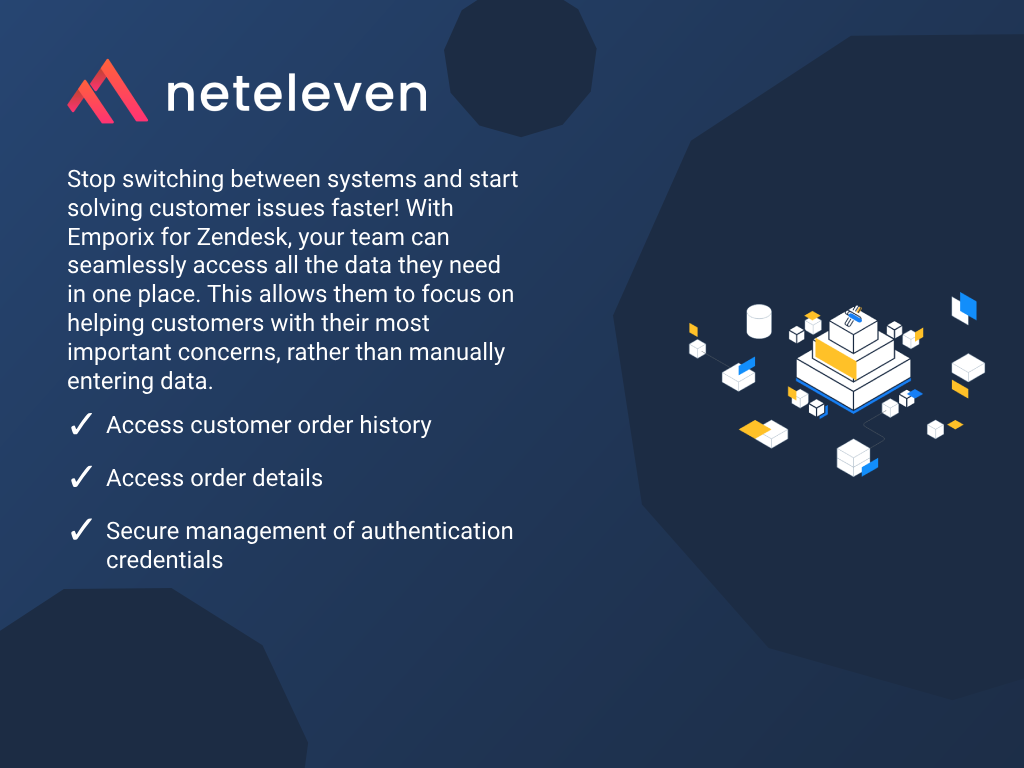 neteleven
Stop switching between systems and start
solving customer issues faster! With
Emporix for Zendesk, your team can
seamlessly access all the data they need
in one place. This allows them to focus on
helping customers with their most
important concerns, rather than manually
entering data.
✓ Access customer order history
✓ Access order details
✓ Secure management of authentication
credentials